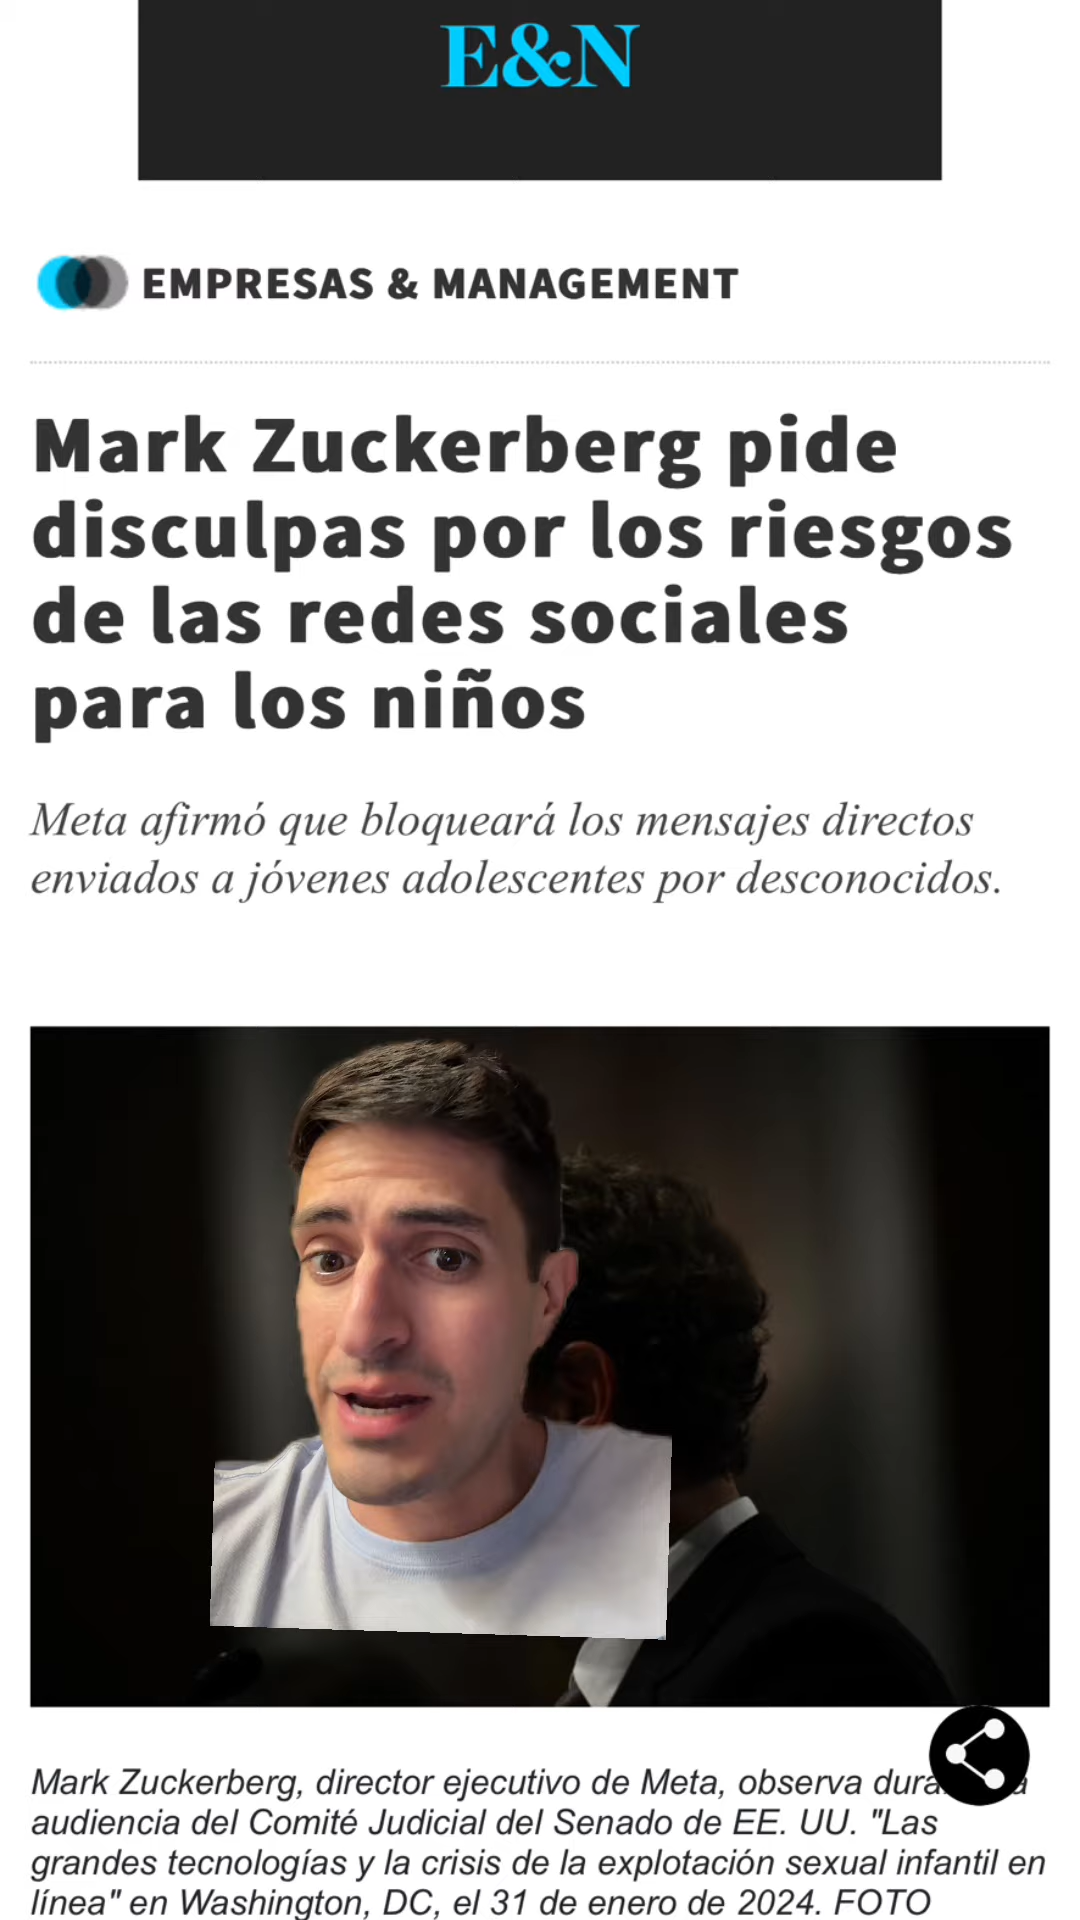 E&N
EMPRESAS & MANAGEMENT
Mark Zuckerberg pide
disculpas por los riesgos
de las redes sociales
para los niños
Meta afirmó que bloqueará los mensajes directos
enviados a jóvenes adolescentes por desconocidos.
Mark Zuckerberg, director ejecutivo de Meta, observa
audiencia del Comité Judicial del Senado de EE. UU. "Las
grandes tecnologías y la crisis de la explotación sexual infantil en
línea" en Washington, DC, el 31 de enero de 2024. FOTO